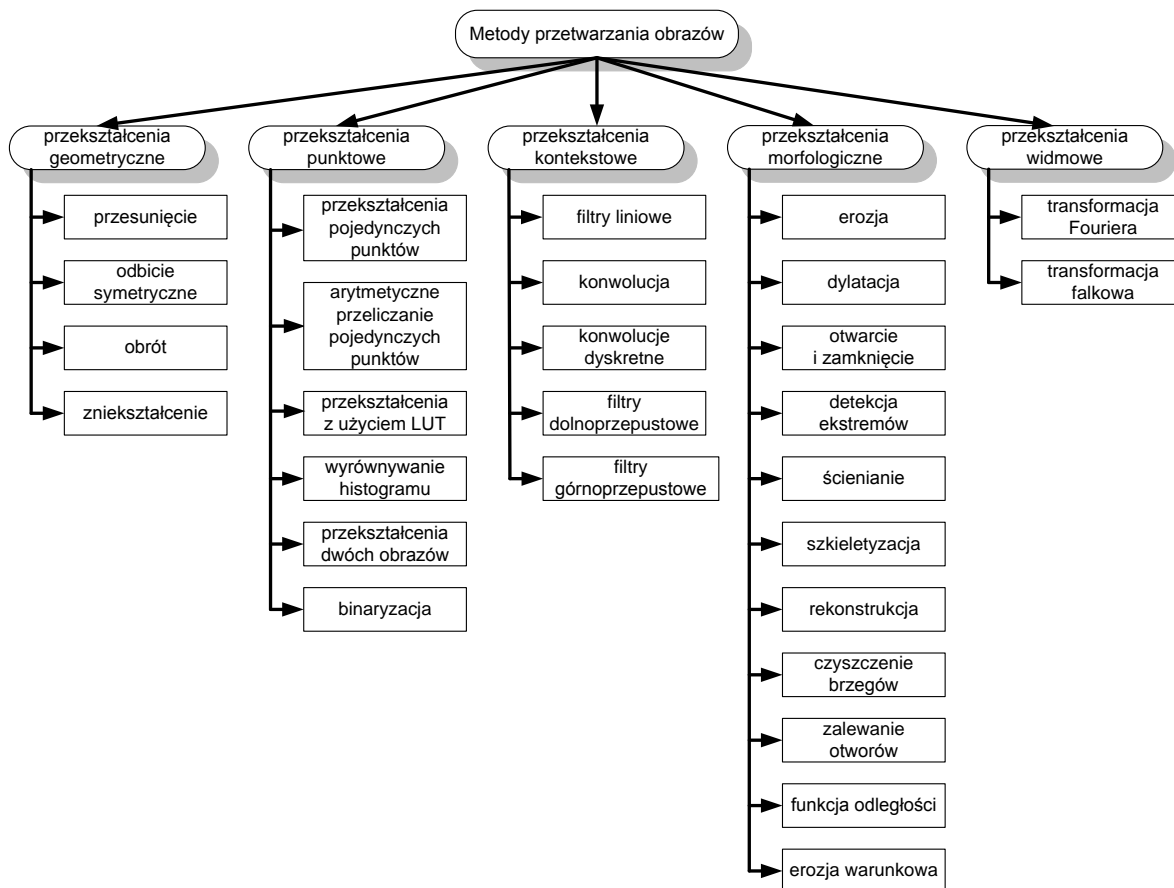 Metody przetwarzania obrazów
przekształcenia
geometryczne
przesunięcie
odbicie
symetryczne
obrót
zniekształcenie
przekształcenia
punktowe
przekształcenia
pojedynczych
punktów
arytmetyczne
przeliczanie
pojedynczych
punktów
przekształcenia
z użyciem LUT
wyrównywanie
histogramu
przekształcenia
dwóch obrazów
binaryzacja
przekształcenia
kontekstowe
filtry liniowe
konwolucja
konwolucje
dyskretne
filtry
dolnoprzepustowe
filtry
górnoprzepustowe
przekształcenia
morfologiczne
erozja
dylatacja
otwarcie
i zamknięcie
detekcja
ekstremów
ścienianie
szkieletyzacja
rekonstrukcja
czyszczenie
brzegów
zalewanie
otworów
funkcja odległości
erozja warunkowa
przekształcenia
widmowe
transformacja
Fouriera
transformacja
falkowa